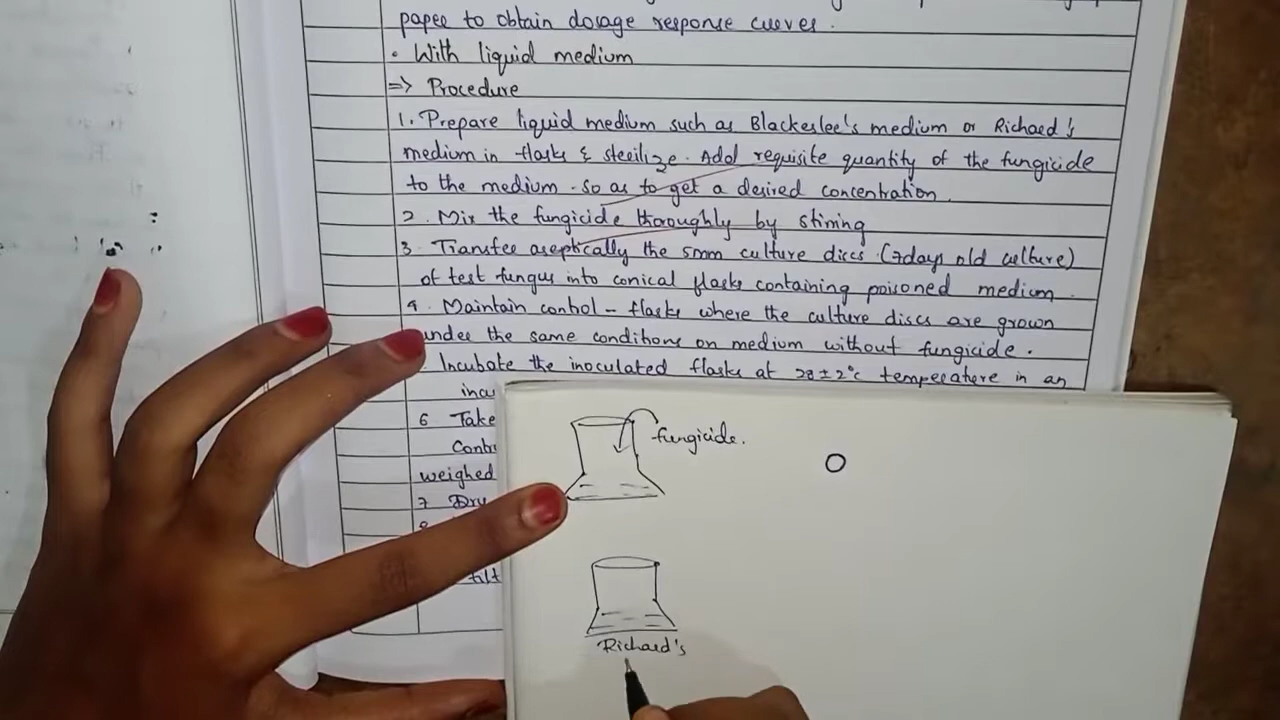 paper to obtain dosage response curves.
• With liquid medium
=> Procedure
1. Prepare liquid medium such as Blackeslee's medium or Richard's
medium in flasks & sterilize. Add requisite quantity of the fungicide
to the medium. so as to get a desired concentration.
2. Mix the fungicide thoroughly by stirring
3. Transfer aseptically the 5mm culture discs (7days old culture)
of test fungus into conical flasks containing poisoned medium.
4. Maintain control - flasks where the culture discs are grown
under the same conditions on medium without fungicide.
Incubate the inoculated flasks at 28±2°c temperature in an
6 Take
weighed
7 Dry
fungicide.
Richard's